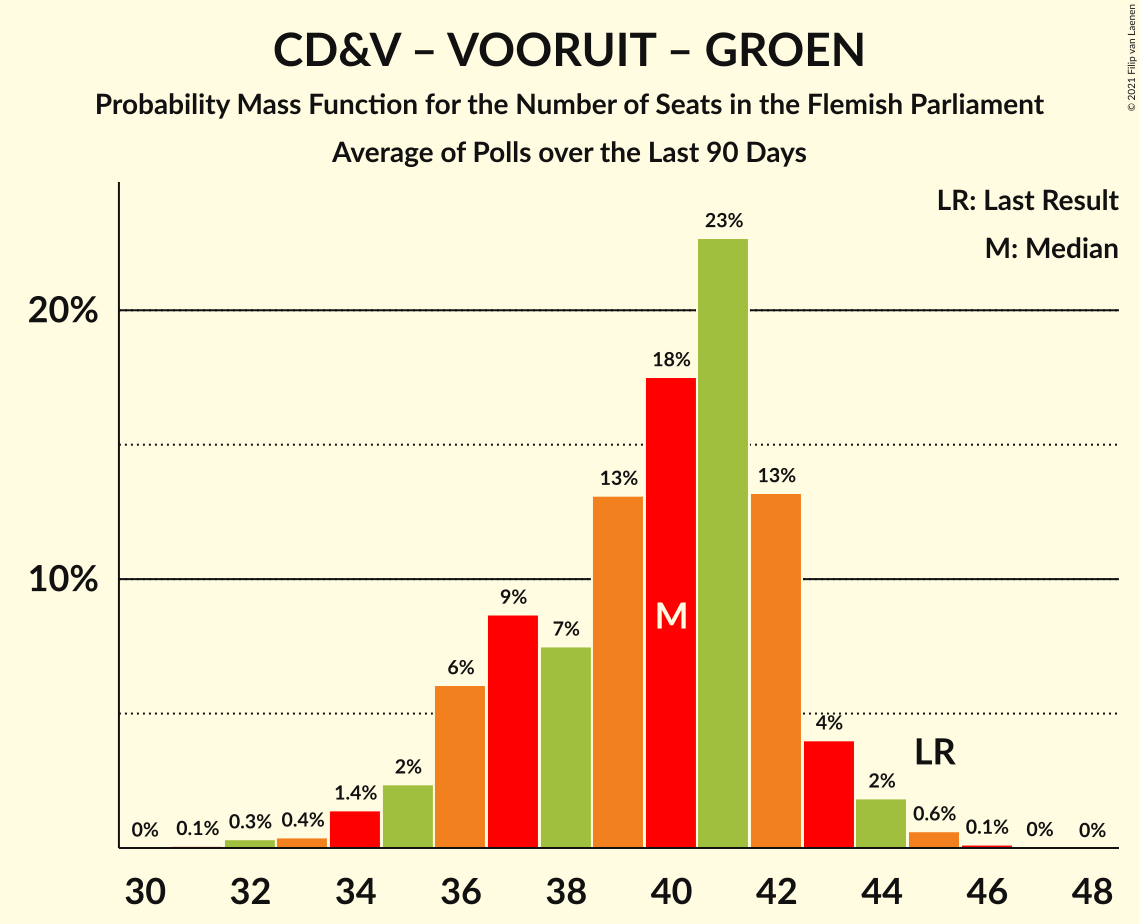 CD&V – VOORUIT – GROEN
Probability Mass Function for the Number of Seats in the Flemish Parliament
Average of Polls over the Last 90 Days
© 2021 Filip van Laenen
LR: Last Result
M: Median
20%
10%
0%
0.1%
0.3%
0.4%
1.4%
2%
6%
9%
7%
13%
18%
23%
13%
4%
2%
0.6%
0.1%
0%
0%
M
LR
30 32 34 36 38 40 42 44 46 48